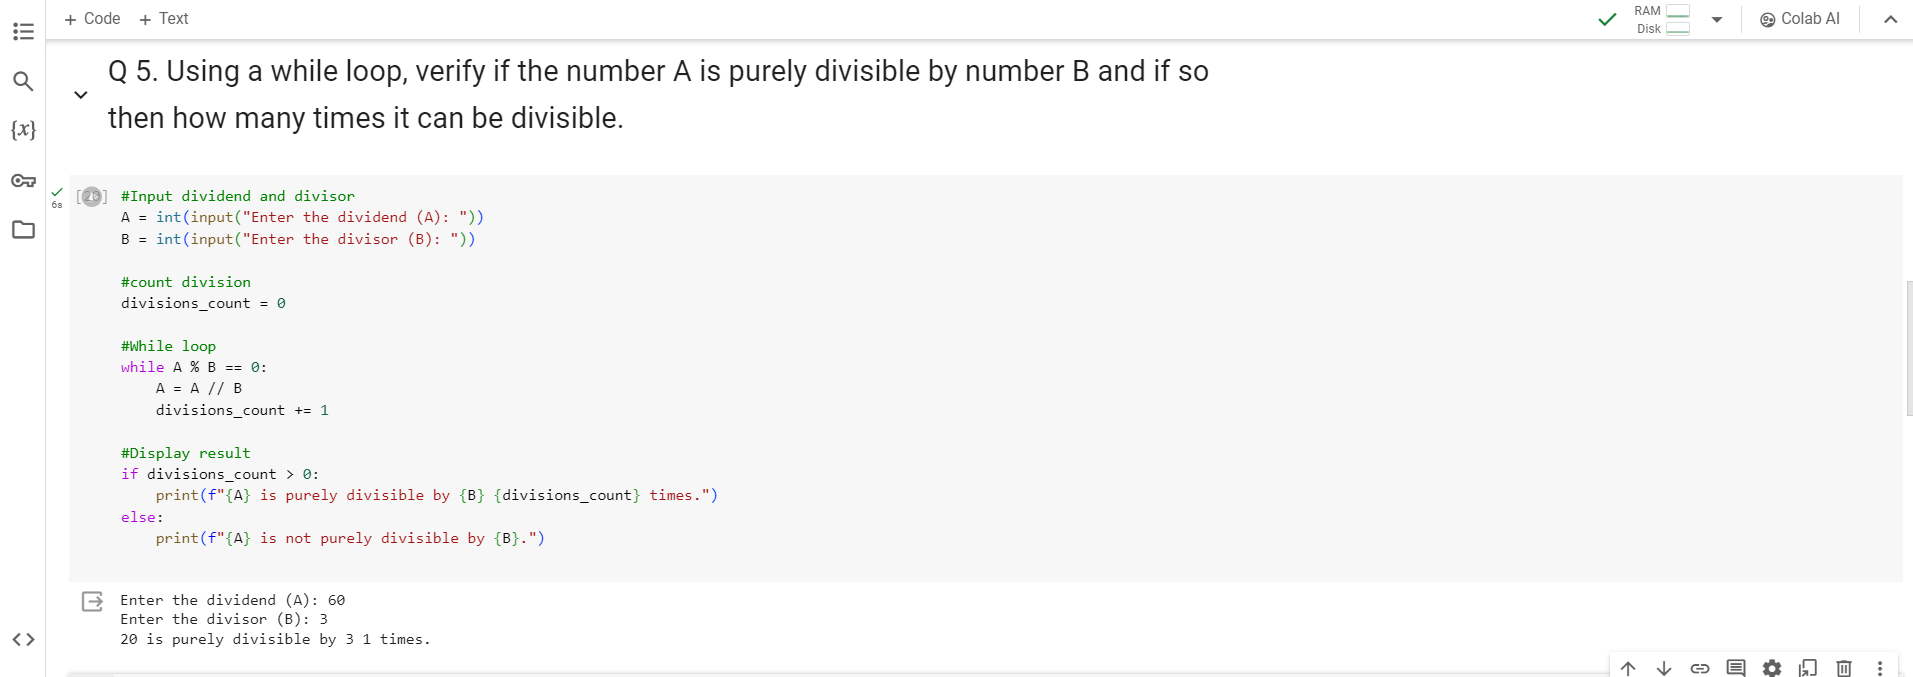 + Code + Text
RAM
Disk
Colab AI
Q 5. Using a while loop, verify if the number A is purely divisible by number B and if so
then how many times it can be divisible.
{x}
6s
#Input dividend and divisor
A = int(input("Enter the dividend (A): "))
B = int(input("Enter the divisor (B): "))
#count division
divisions_count = 0
#While loop
while A % B == 0:
    A = A // B
    divisions_count += 1
#Display result
if divisions_count > 0:
    print(f"{A} is purely divisible by {B} {divisions_count} times.")
else:
    print(f"{A} is not purely divisible by {B}.")
Enter the dividend (A): 60
Enter the divisor (B): 3
20 is purely divisible by 3 1 times.